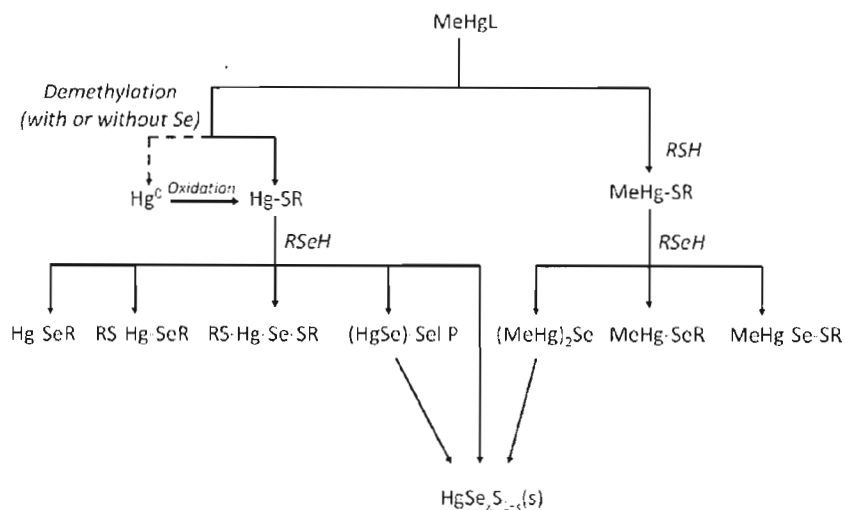 MeHgL
Demethylation
(with or without Se)
RSH
Hg⁰ Oxidation Hg-SR
MeHg-SR
RSeH
RSeH
Hg SeR RS Hg-SeR RS-Hg-Se-SR (HgSe) Sel P (MeHg)₂Se MeHg-SeR MeHg Se-SR